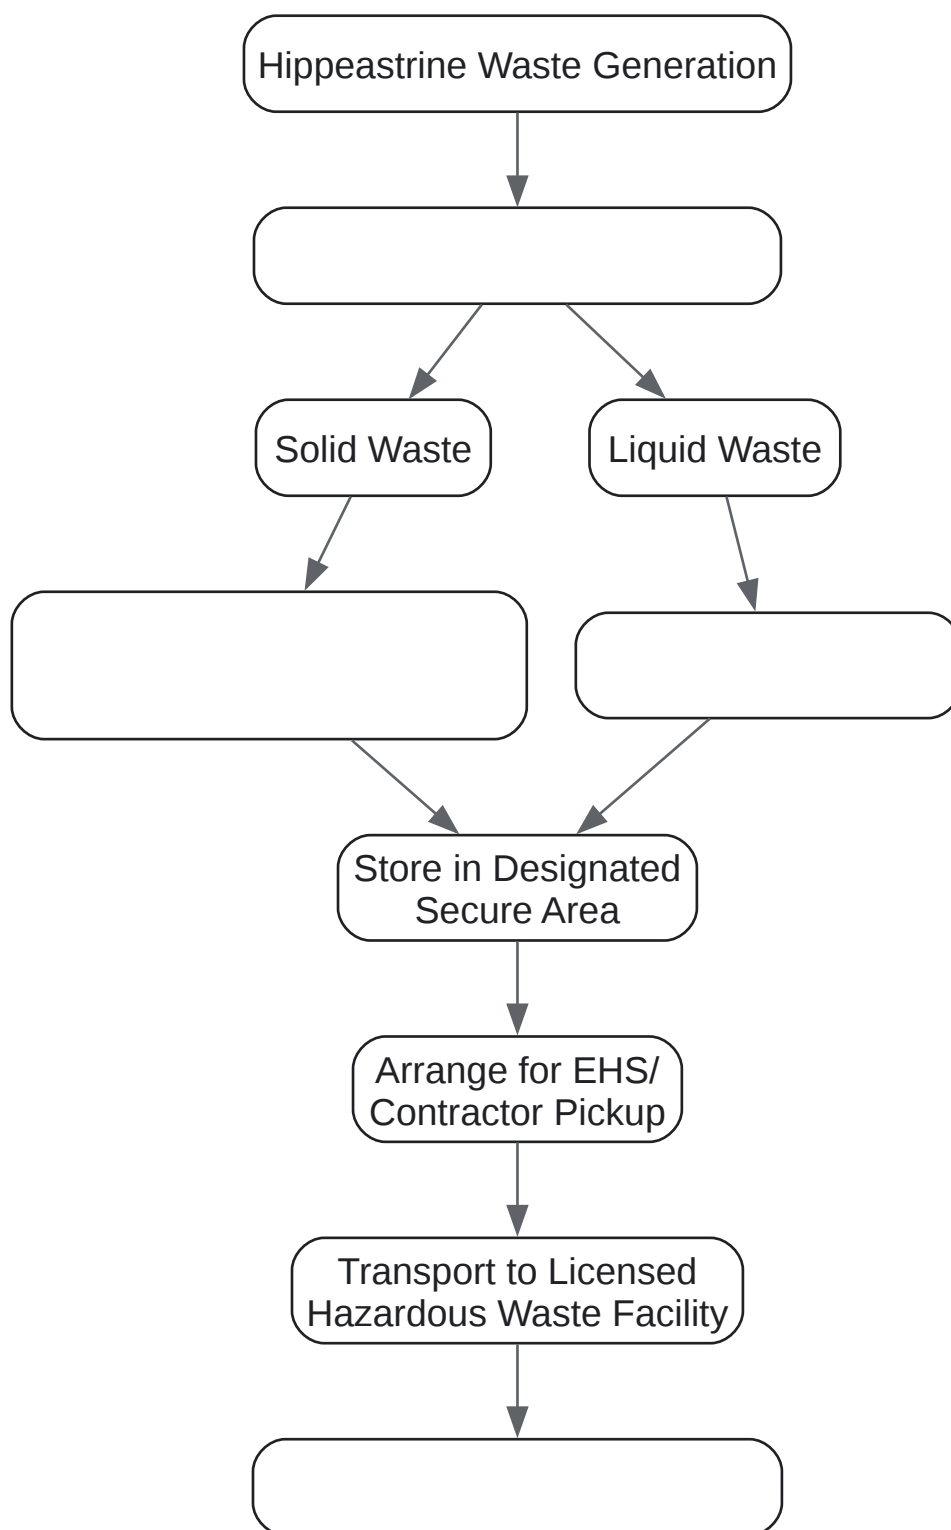 Hippeastrine Waste Generation
Solid Waste
Liquid Waste
Store in Designated
Secure Area
Arrange for EHS/
Contractor Pickup
Transport to Licensed
Hazardous Waste Facility